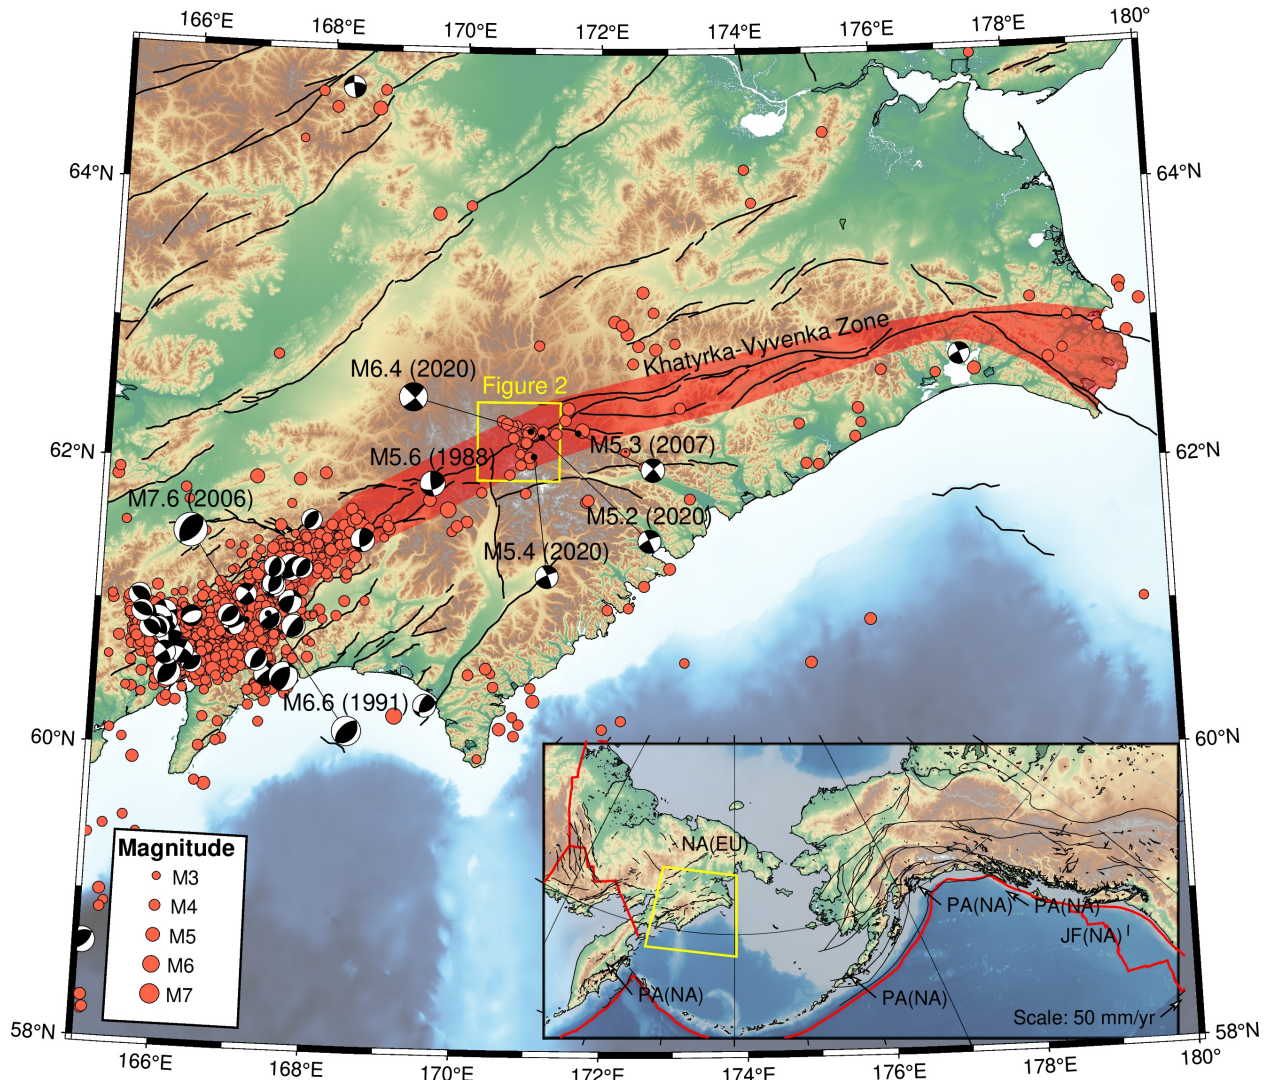 166°E
168°E
170°E
172°E
174°E
176°E
178°E
180°
64°N
64°N
Khatyrka-Vyvenka Zone
M6.4 (2020)
Figure 2
62°N
62°N
M5.3 (2007)
M5.6 (1988)
M7.6 (2006)
M5.2 (2020)
M5.4 (2020)
M6.6 (1991)
60°N
60°N
NA(EU)
Magnitude
M3
M4
M5
M6
M7
PA(NA)
PA(NA)
JF(NA)
PA(NA)
PA(NA)
Scale: 50 mm/yr
58°N
58°N
166°E
168°E
170°E
172°E
174°E
176°E
178°E
180°